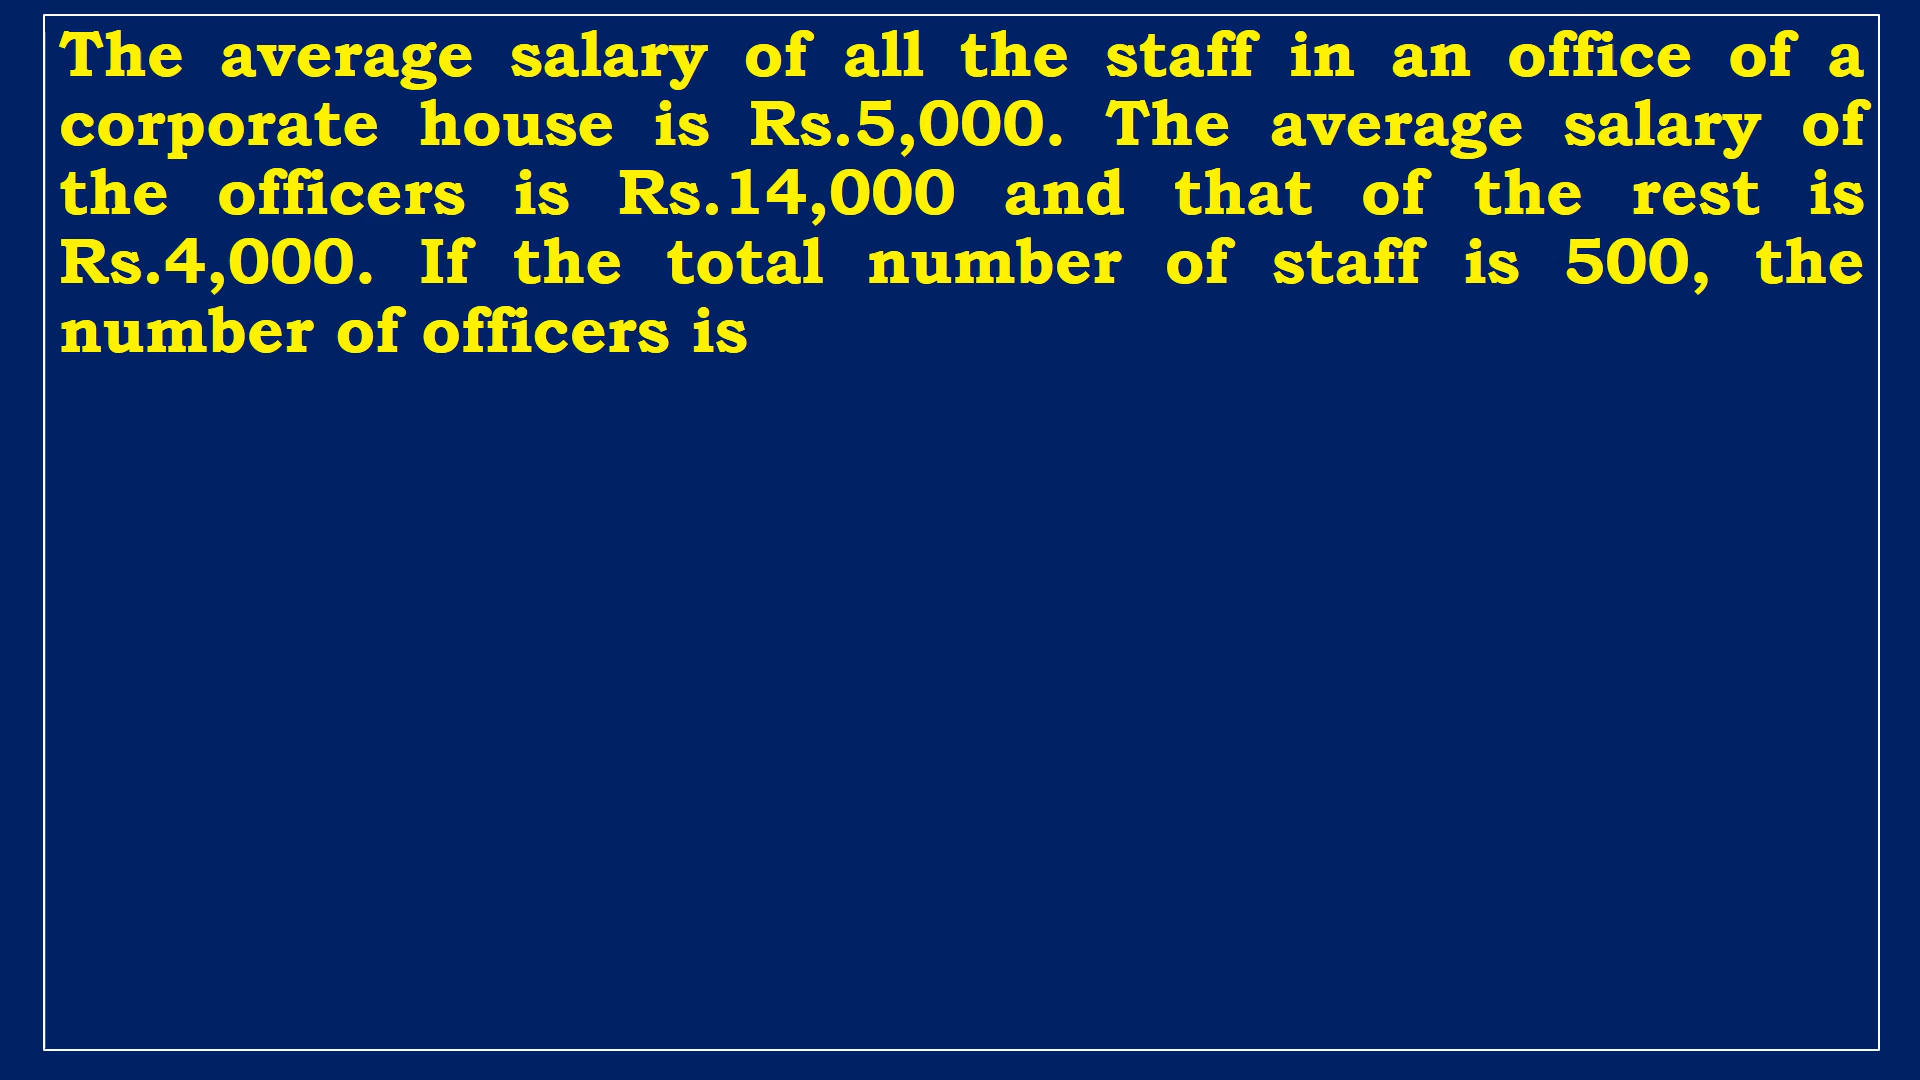 The average salary of all the staff in an office of a
corporate house is Rs.5,000. The average salary of
the officers is Rs.14,000 and that of the rest is
Rs.4,000. If the total number of staff is 500, the
number of officers is